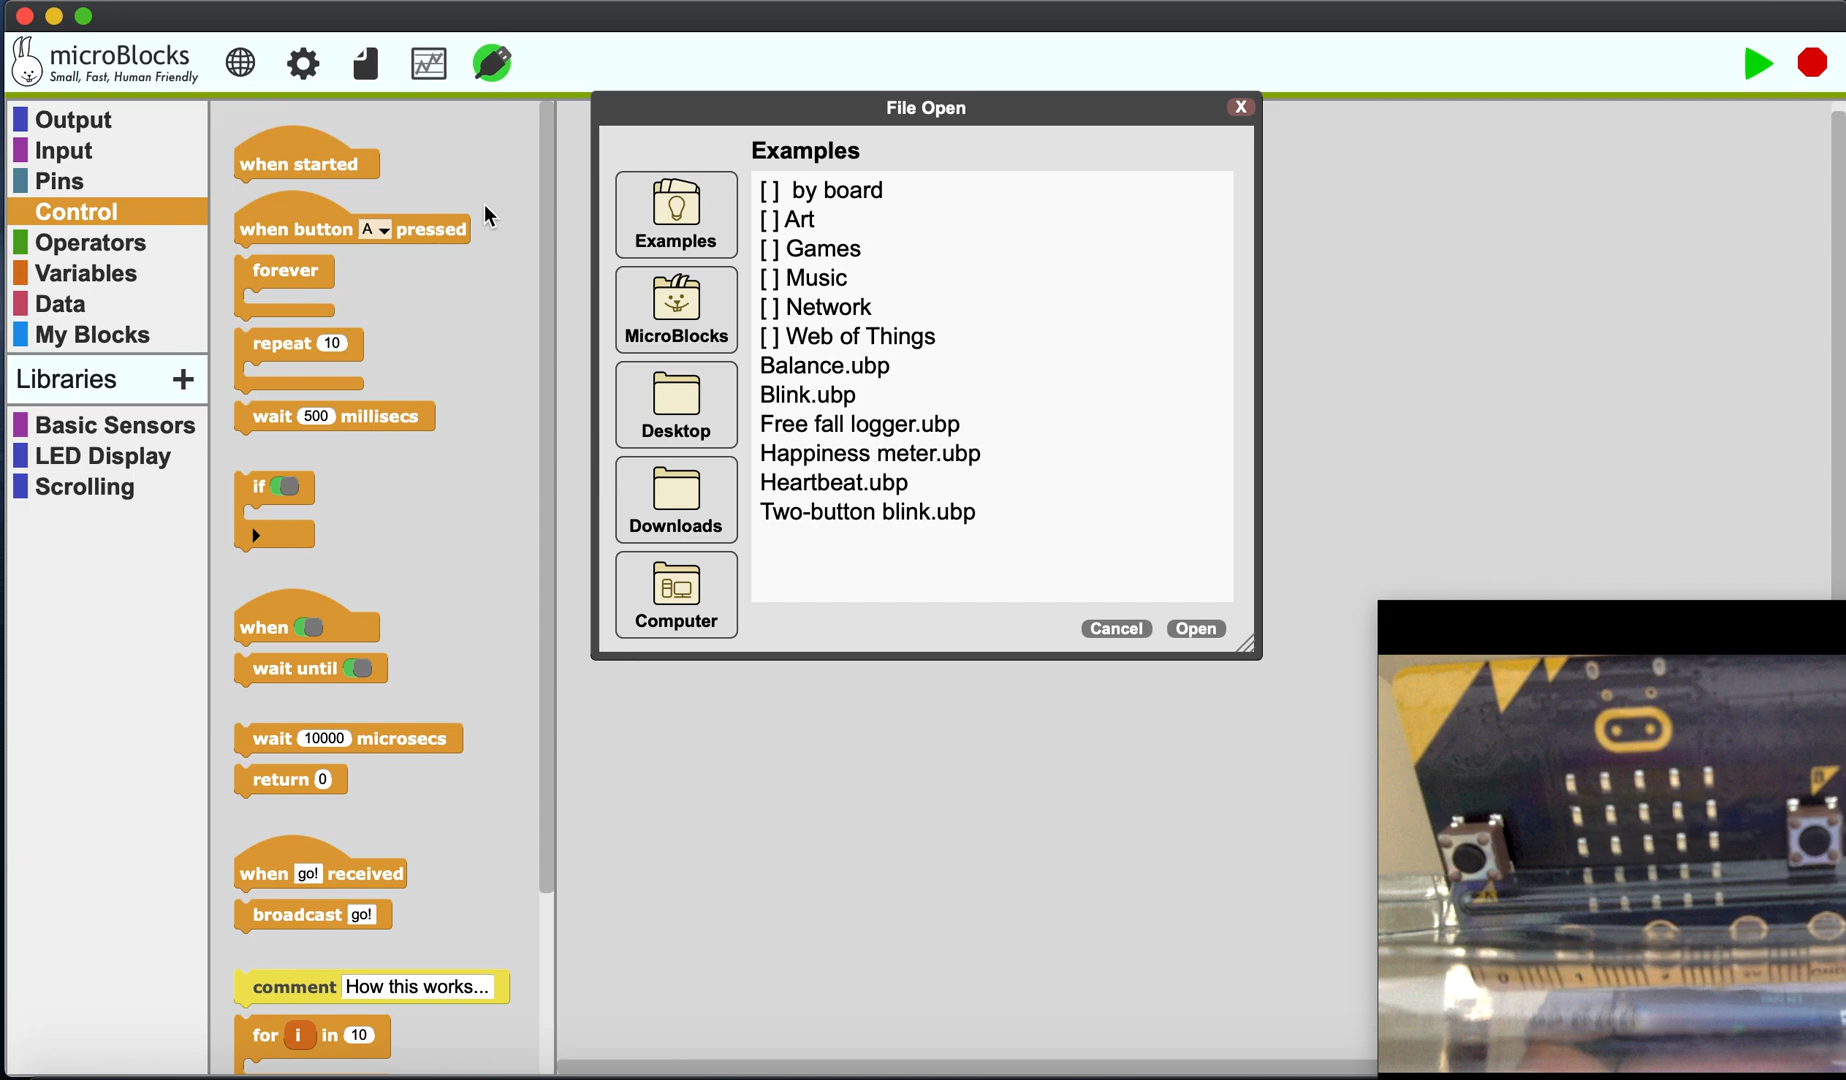 microBlocks
Small, Fast, Human Friendly
Output
Input
Pins
Control
Operators
Variables
Data
My Blocks
Libraries +
Basic Sensors
LED Display
Scrolling
when started
when button A pressed
forever
repeat 10
wait 500 millisecs
if
when
wait until
wait 10000 microsecs
return 0
when go! received
broadcast go!
comment How this works...
for i in 10
File Open
X
Examples
Examples
MicroBlocks
Desktop
Downloads
Computer
[ ] by board
[ ] Art
[ ] Games
[ ] Music
[ ] Network
[ ] Web of Things
Balance.ubp
Blink.ubp
Free fall logger.ubp
Happiness meter.ubp
Heartbeat.ubp
Two-button blink.ubp
Cancel Open
0 1